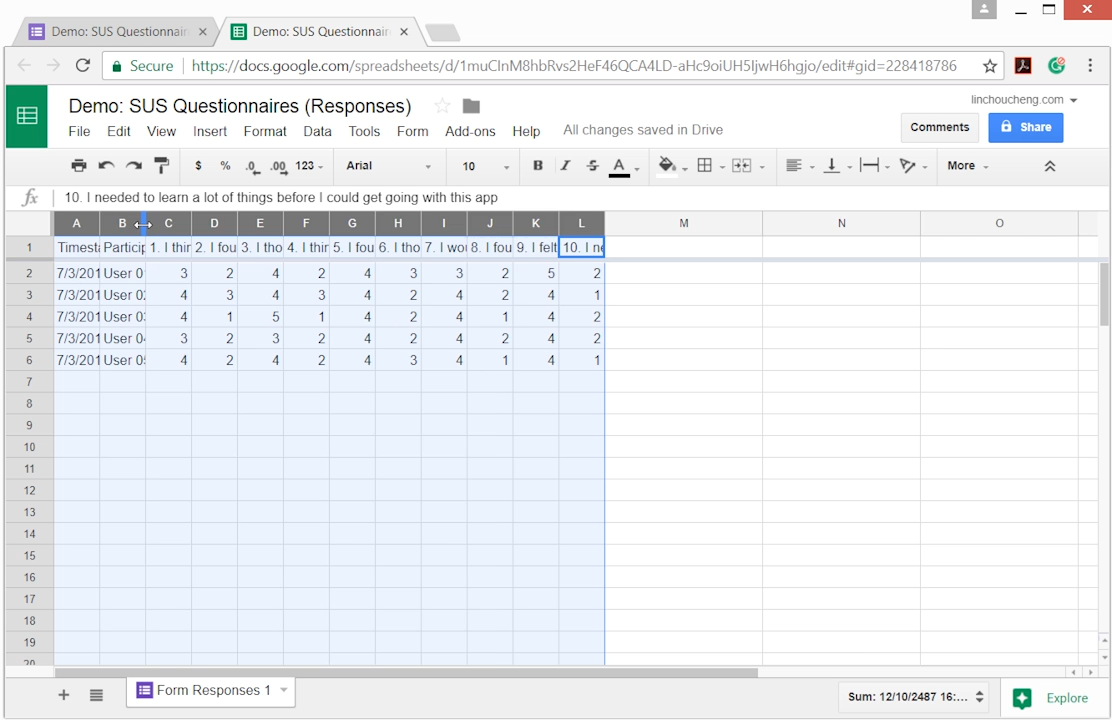 Demo: SUS Questionnair Demo: SUS Questionnair
Secure https://docs.google.com/spreadsheets/d/1muClnM8hbRvs2HeF46QCA4LD-aHc9oiUH5IjwH6hgjo/edit#gid=228418786
Demo: SUS Questionnaires (Responses) linchoucheng.com
File Edit View Insert Format Data Tools Form Add-ons Help All changes saved in Drive Comments Share
$ % .0 .00 123 Arial 10 B I S A More
fx 10. I needed to learn a lot of things before I could get going with this app
A B C D E F G H I J K L M N O
1 Timesta Particip 1. I thir 2. I fou 3. I tho 4. I thir 5. I fou 6. I tho 7. I wou 8. I fou 9. I felt 10. I ne
2 7/3/201 User 01 3 2 4 2 4 3 3 2 5 2
3 7/3/201 User 02 4 3 4 3 4 2 4 2 4 1
4 7/3/201 User 03 4 1 5 1 4 2 4 1 4 2
5 7/3/201 User 04 3 2 3 2 4 2 4 2 4 2
6 7/3/201 User 05 4 2 4 2 4 3 4 1 4 1
7
8
9
10
11
12
13
14
15
16
17
18
19
20
Form Responses 1 Sum: 12/10/2487 16:... Explore